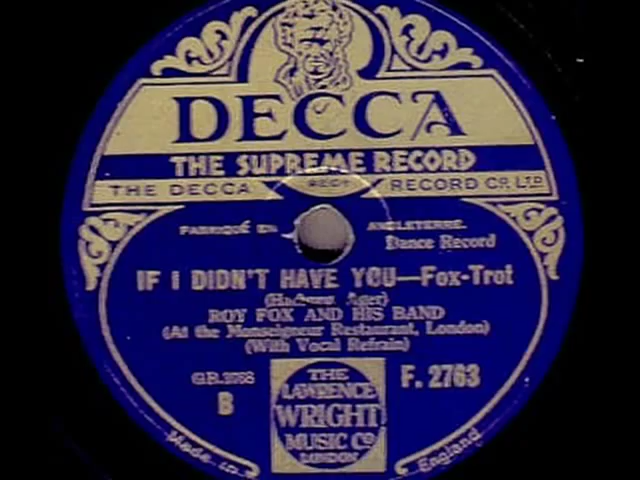 DECCA
THE SUPREME RECORD
THE DECCA REGD RECORD CO. LTD
FABRIQUÉ EN ANGLETERRE.
Dance Record
IF I DIDN'T HAVE YOU—Fox-Trot
Ager)
ROY FOX AND HIS BAND
(At the Monseigneur Restaurant, London)
(With Vocal Refrain)
F. 2763
B
THE
LAWRENCE
WRIGHT
MUSIC CO
LONDON
Made in England